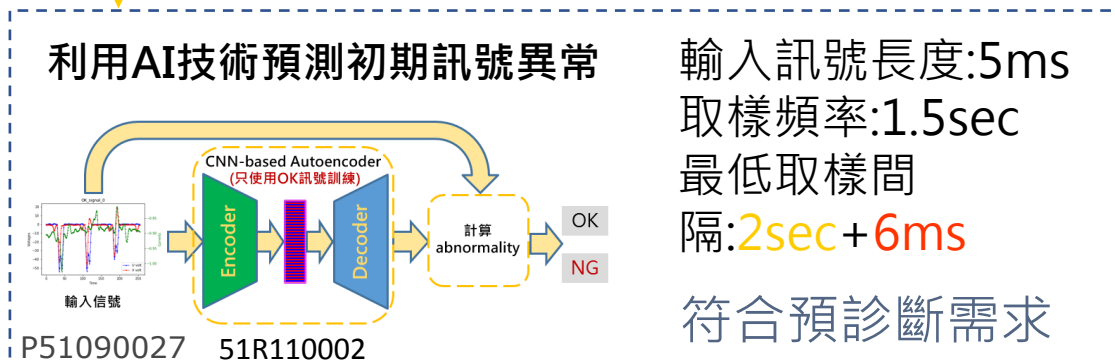 利用AI技術預測初期訊號異常
CNN-based Autoencoder
(只使用OK訊號訓練)
OK_signal_0
Time
輸入信號
Encoder
Decoder
計算
abnormality
OK
NG
P51090027
51R110002
輸入訊號長度:5ms
取樣頻率:1.5sec
最低取樣間
隔:2sec+6ms
符合預診斷需求